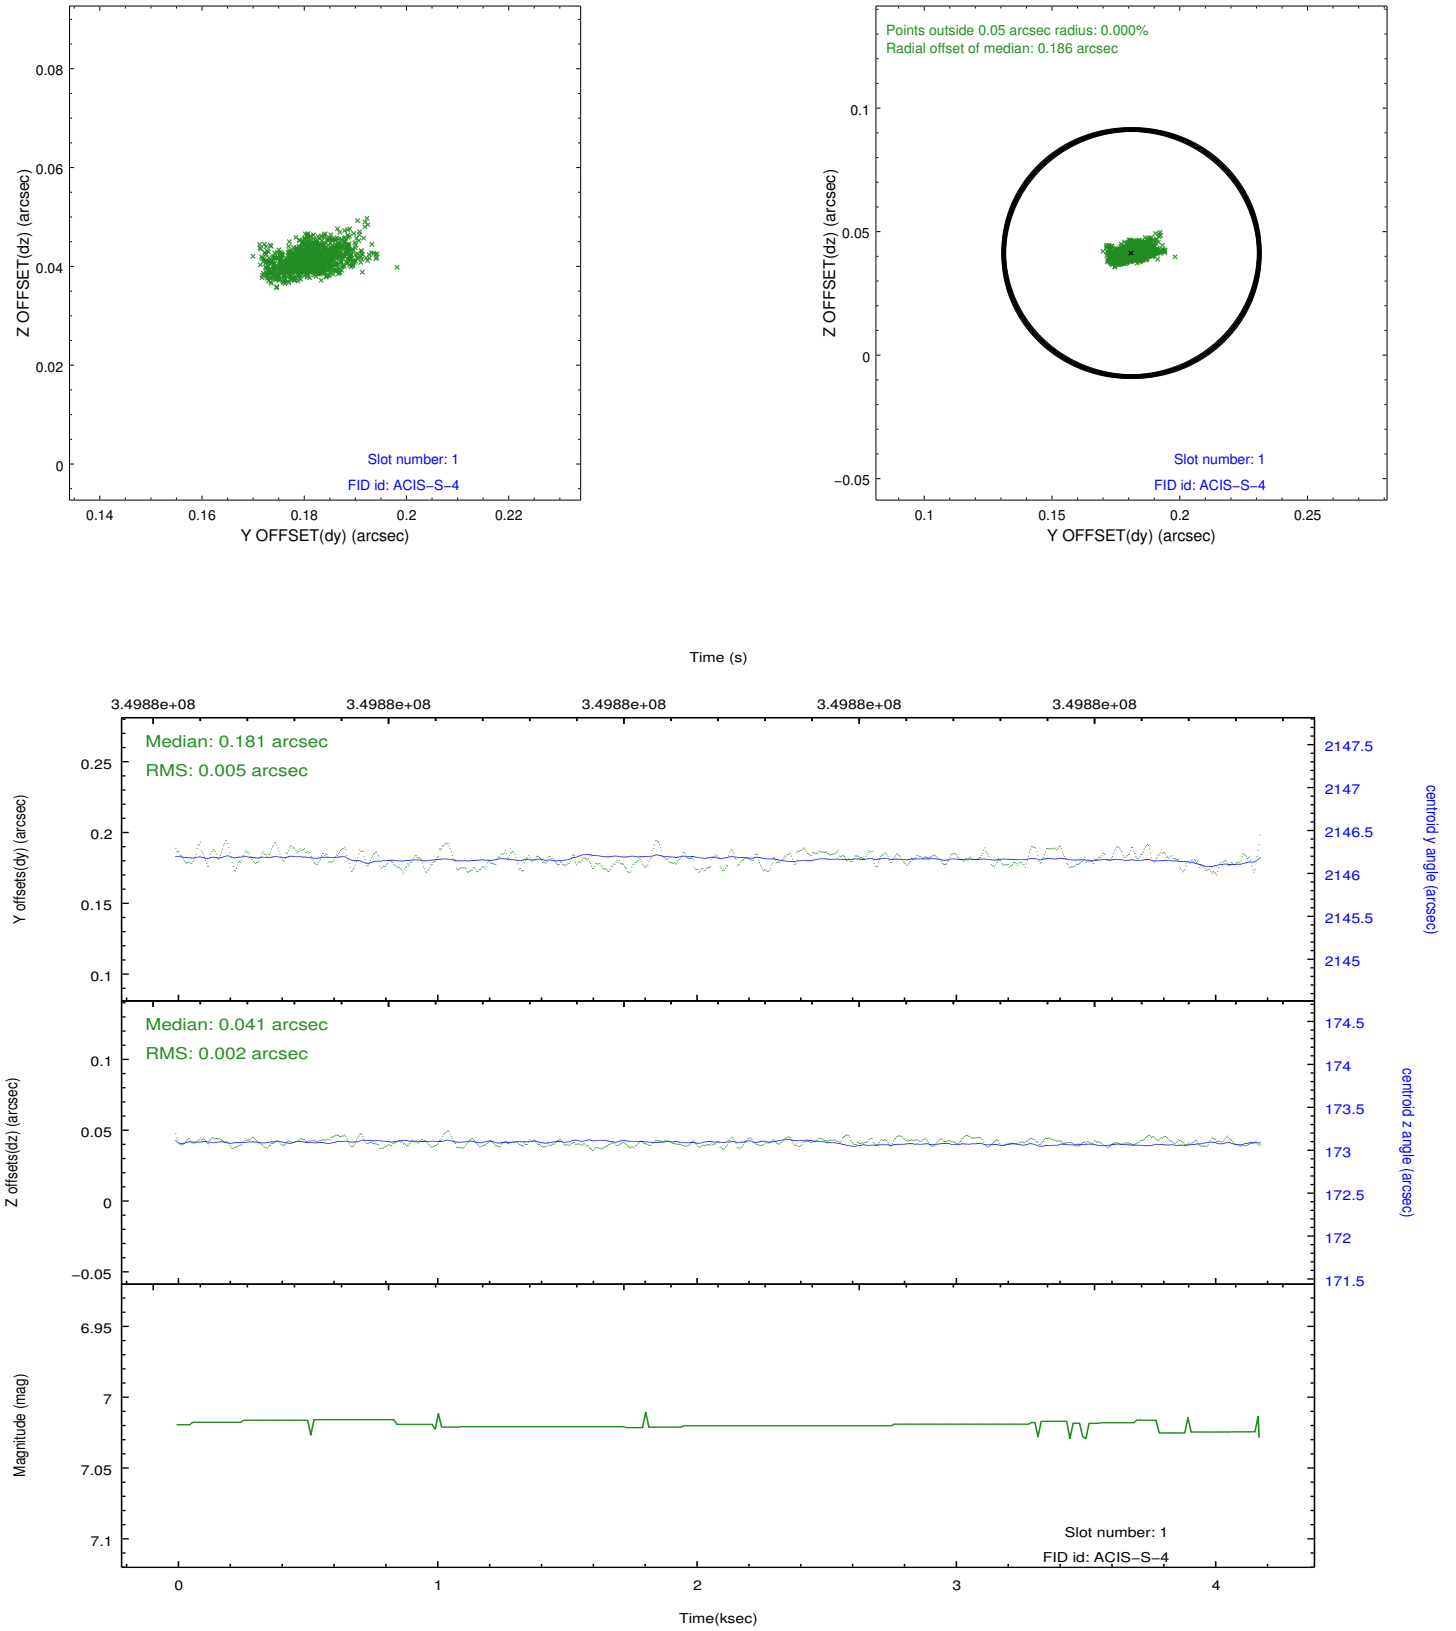 0.08
0.06
0.04
0.02
0
Z OFFSET(dz) (arcsec)
Slot number: 1
FID id: ACIS−S−4
0.14 0.16 0.18 0.2 0.22
Y OFFSET(dy) (arcsec)
Points outside 0.05 arcsec radius: 0.000%
Radial offset of median: 0.186 arcsec
0.1
0.05
0
−0.05
Z OFFSET(dz) (arcsec)
Slot number: 1
FID id: ACIS−S−4
0.1 0.15 0.2 0.25
Y OFFSET(dy) (arcsec)
Time (s)
3.4988e+08 3.4988e+08 3.4988e+08 3.4988e+08 3.4988e+08
Median: 0.181 arcsec
RMS: 0.005 arcsec
0.25
0.2
0.15
0.1
Y offsets(dy) (arcsec)
2147.5
2147
2146.5
2146
2145.5
2145
centroid y angle (arcsec)
Median: 0.041 arcsec
RMS: 0.002 arcsec
0.1
0.05
0
−0.05
Z offsets(dz) (arcsec)
174.5
174
173.5
173
172.5
172
171.5
centroid z angle (arcsec)
6.95
7
7.05
7.1
Magnitude (mag)
Slot number: 1
FID id: ACIS−S−4
0 1 2 3 4
Time(ksec)